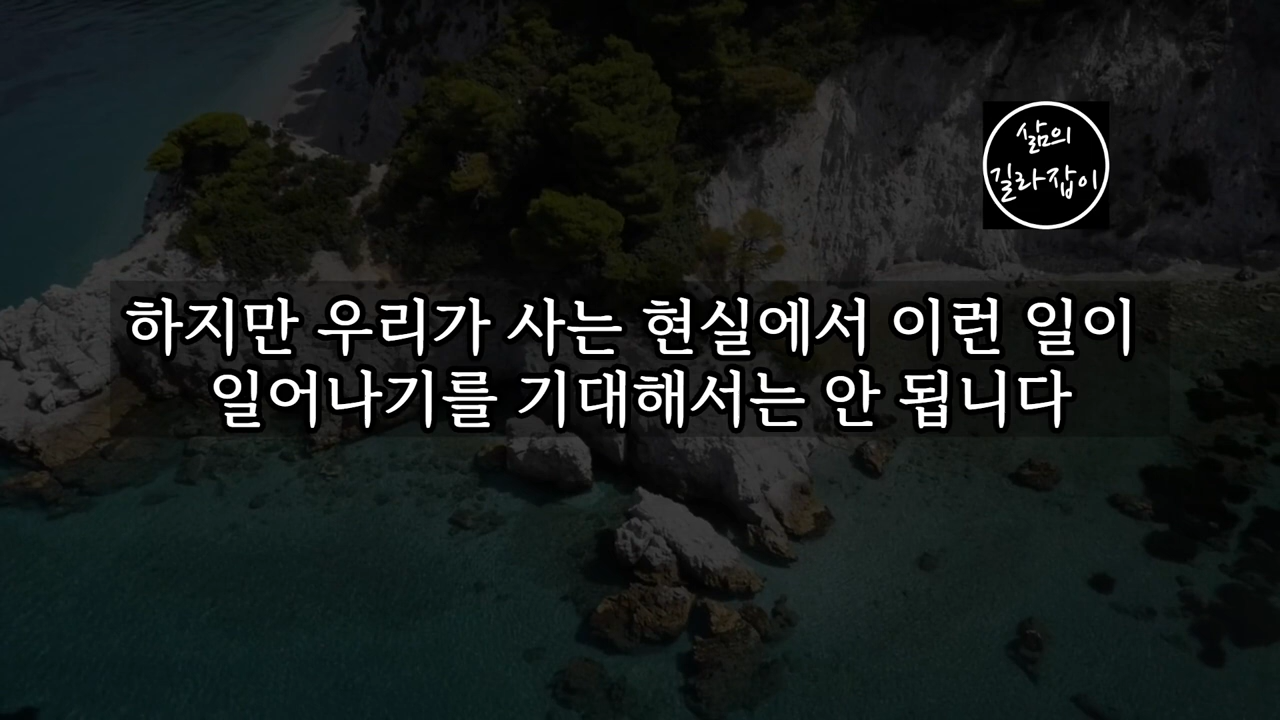 삶의
길라잡이
하지만 우리가 사는 현실에서 이런 일이
일어나기를 기대해서는 안 됩니다